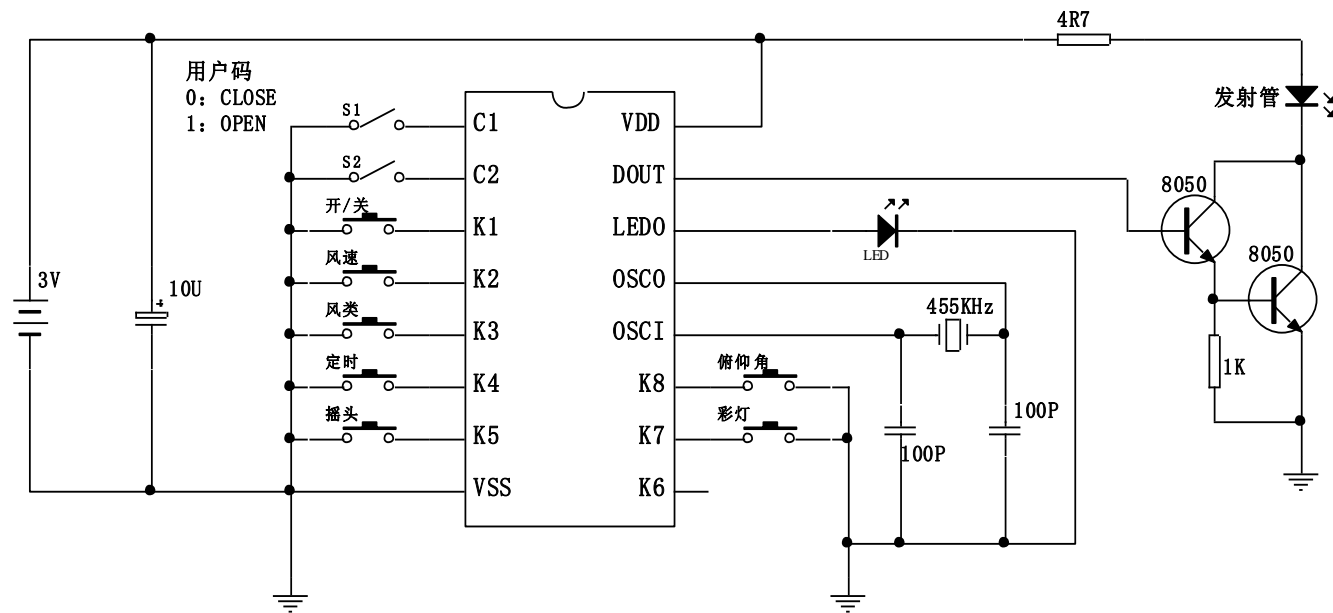 4R7
用户码
0: CLOSE
1: OPEN
发射管
S1
C1
VDD
S2
C2
DOUT
8050
开/关
K1
LEDO
LED
8050
风速
K2
OSCO
3V
10U
+
455KHz
风类
K3
OSCI
1K
定时
K4
K8
俯仰角
100P
摇头
K5
K7
彩灯
100P
VSS
K6